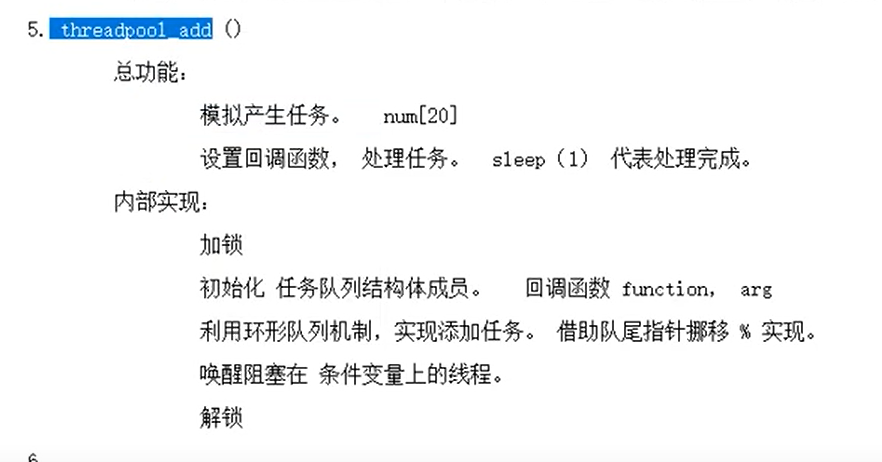 5. threadpool_add ()
总功能：
模拟产生任务。 num[20]
设置回调函数， 处理任务。 sleep（1） 代表处理完成。
内部实现：
加锁
初始化 任务队列结构体成员。 回调函数 function， arg
利用环形队列机制，实现添加任务。 借助队尾指针挪移 % 实现。
唤醒阻塞在 条件变量上的线程。
解锁